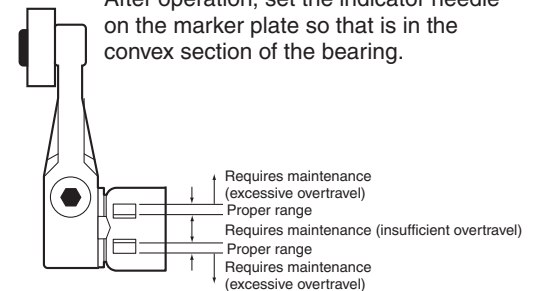 After operation, set the indicator needle
on the marker plate so that is in the
convex section of the bearing.
Requires maintenance
(excessive overtravel)
Proper range
Requires maintenance (insufficient overtravel)
Proper range
Requires maintenance
(excessive overtravel)